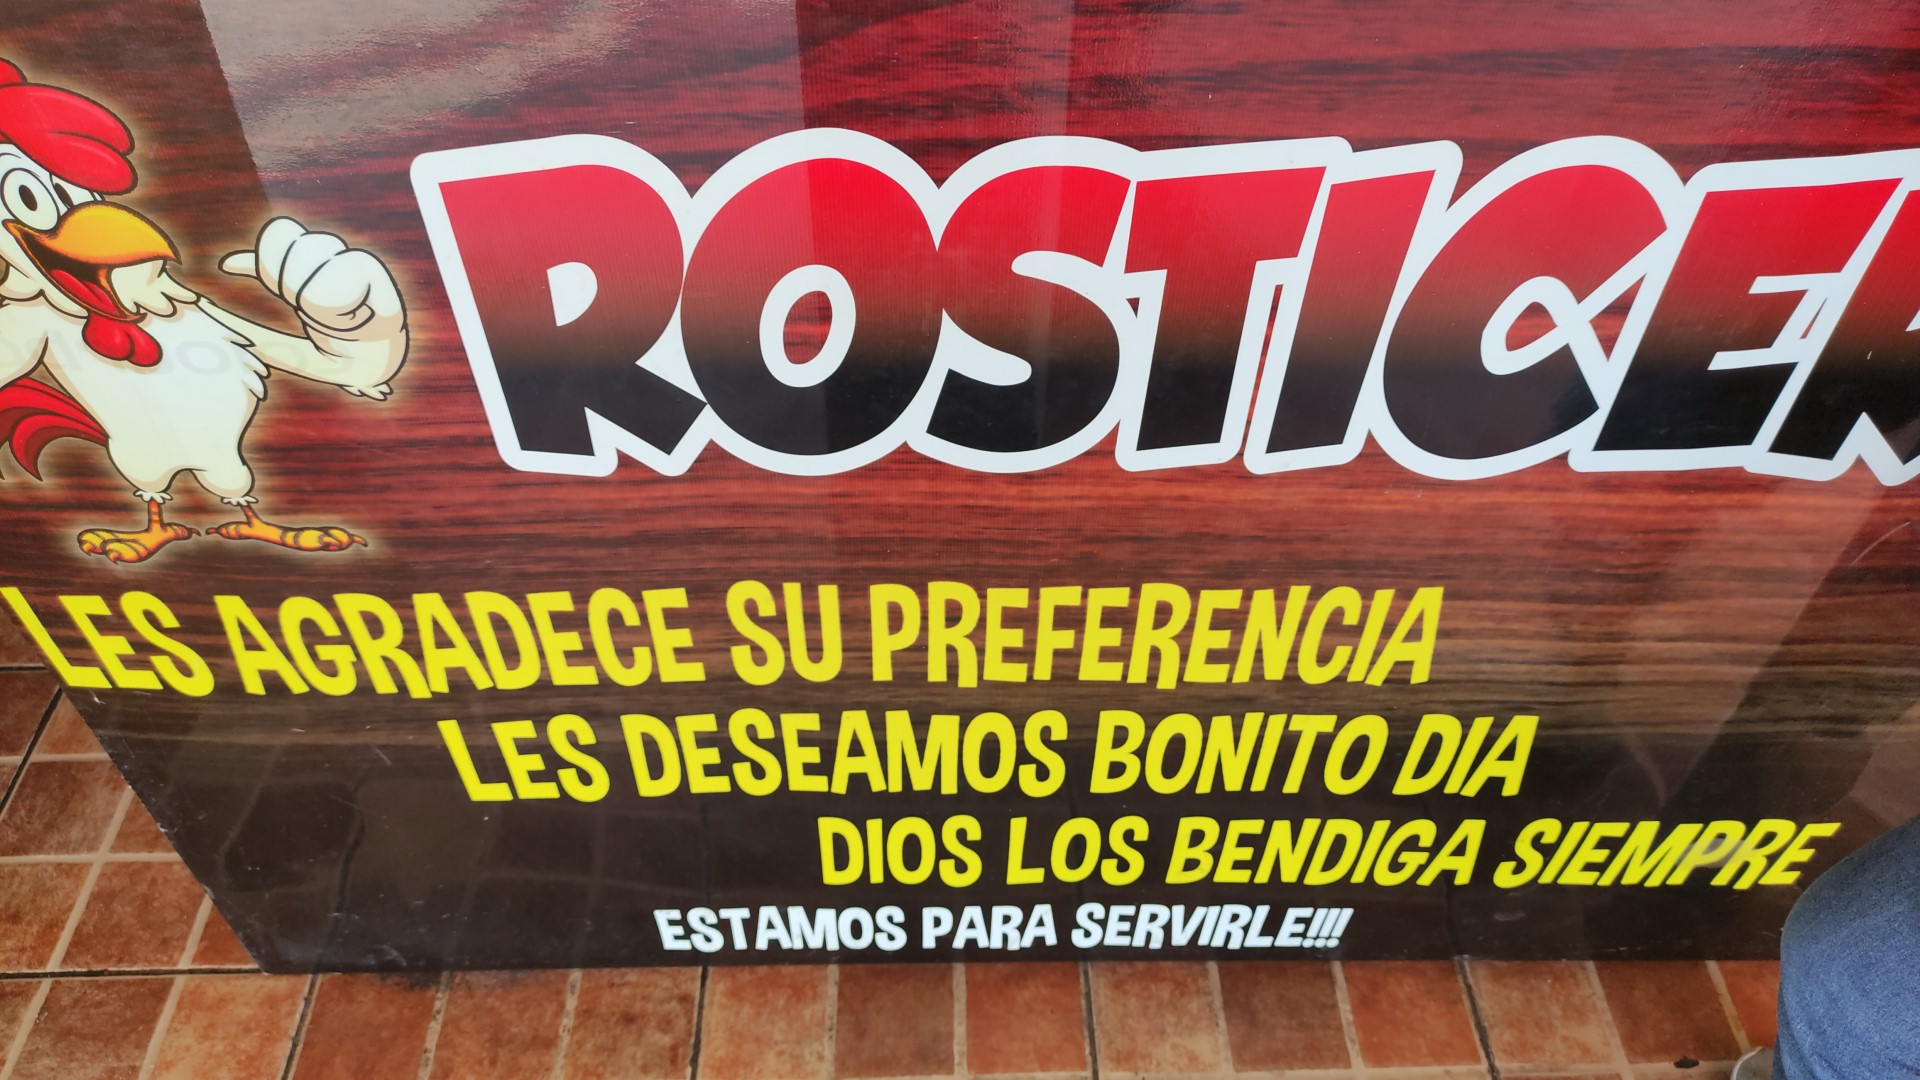 ROSTICER
LES AGRADECE SU PREFERENCIA
LES DESEAMOS BONITO DIA
DIOS LOS BENDIGA SIEMPRE
ESTAMOS PARA SERVIRLE!!!